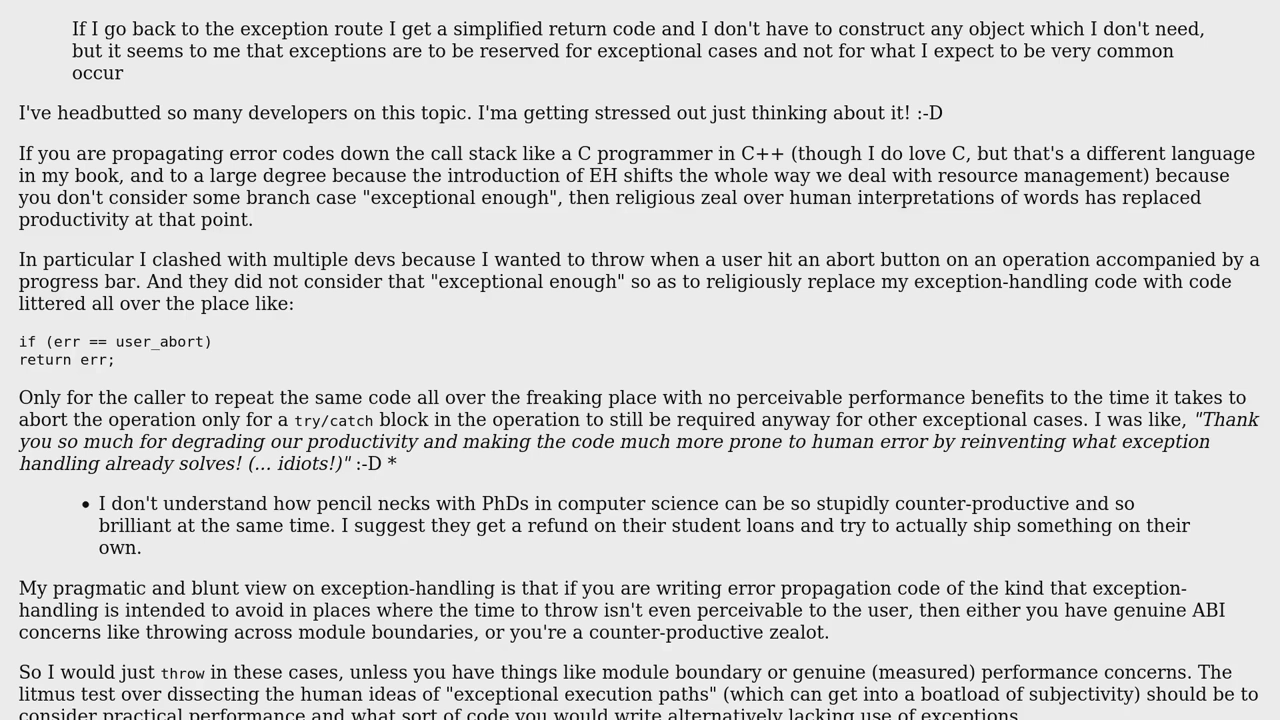 If I go back to the exception route I get a simplified return code and I don't have to construct any object which I don't need,
but it seems to me that exceptions are to be reserved for exceptional cases and not for what I expect to be very common
occur
I've headbutted so many developers on this topic. I'ma getting stressed out just thinking about it! :-D
If you are propagating error codes down the call stack like a C programmer in C++ (though I do love C, but that's a different language
in my book, and to a large degree because the introduction of EH shifts the whole way we deal with resource management) because
you don't consider some branch case "exceptional enough", then religious zeal over human interpretations of words has replaced
productivity at that point.
In particular I clashed with multiple devs because I wanted to throw when a user hit an abort button on an operation accompanied by a
progress bar. And they did not consider that "exceptional enough" so as to religiously replace my exception-handling code with code
littered all over the place like:
if (err == user_abort)
return err;
Only for the caller to repeat the same code all over the freaking place with no perceivable performance benefits to the time it takes to
abort the operation only for a try/catch block in the operation to still be required anyway for other exceptional cases. I was like, "Thank
you so much for degrading our productivity and making the code much more prone to human error by reinventing what exception
handling already solves! (... idiots!)" :-D *
• I don't understand how pencil necks with PhDs in computer science can be so stupidly counter-productive and so
brilliant at the same time. I suggest they get a refund on their student loans and try to actually ship something on their
own.
My pragmatic and blunt view on exception-handling is that if you are writing error propagation code of the kind that exception-
handling is intended to avoid in places where the time to throw isn't even perceivable to the user, then either you have genuine ABI
concerns like throwing across module boundaries, or you're a counter-productive zealot.
So I would just throw in these cases, unless you have things like module boundary or genuine (measured) performance concerns. The
litmus test over dissecting the human ideas of "exceptional execution paths" (which can get into a boatload of subjectivity) should be to
consider practical performance and what sort of code you would write alternatively lacking use of exceptions.